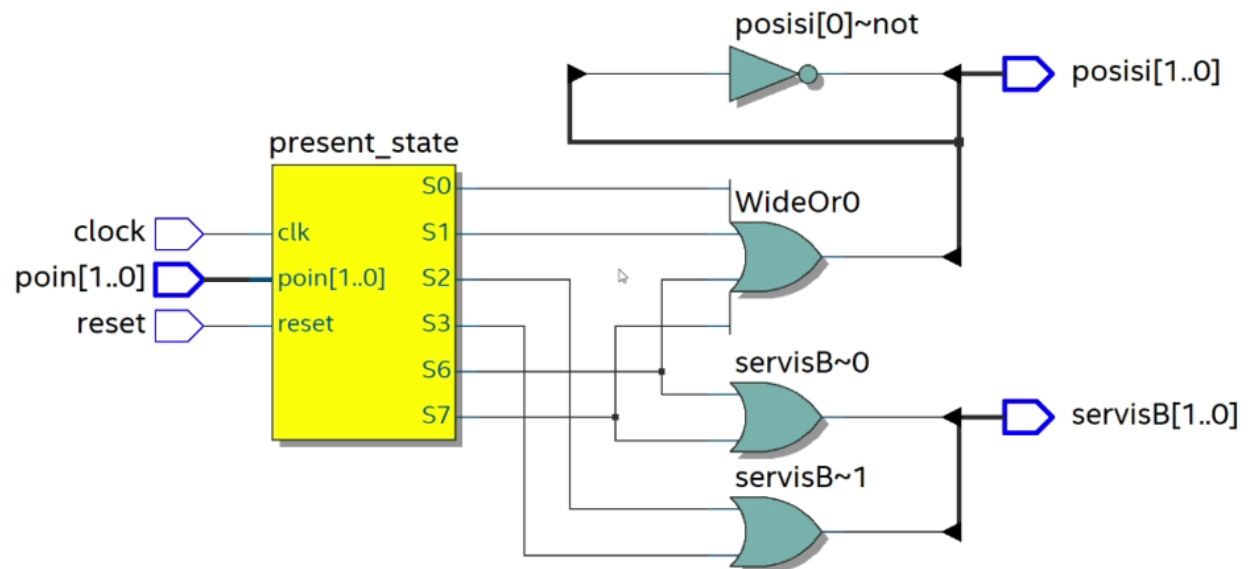 posisi[0]~not
posisi[1..0]
present_state
S0
WideOr0
clock
clk
S1
poin[1..0]
poin[1..0]
S2
reset
reset
S3
servisB~0
S6
S7
servisB[1..0]
servisB~1